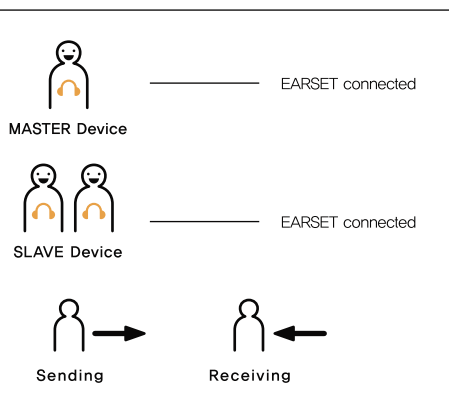 EARSET connected
MASTER Device
EARSET connected
SLAVE Device
Sending
Receiving